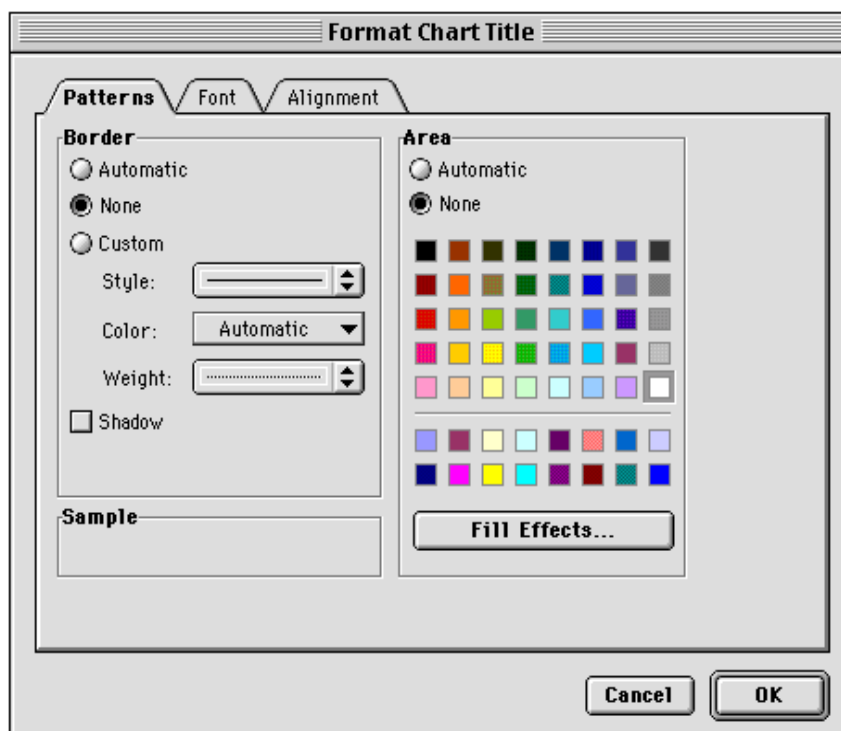 Format Chart Title
Patterns Font Alignment
Border
Automatic
None
Custom
Style:
Color: Automatic
Weight:
Shadow
Sample
Area
Automatic
None
Fill Effects...
Cancel OK